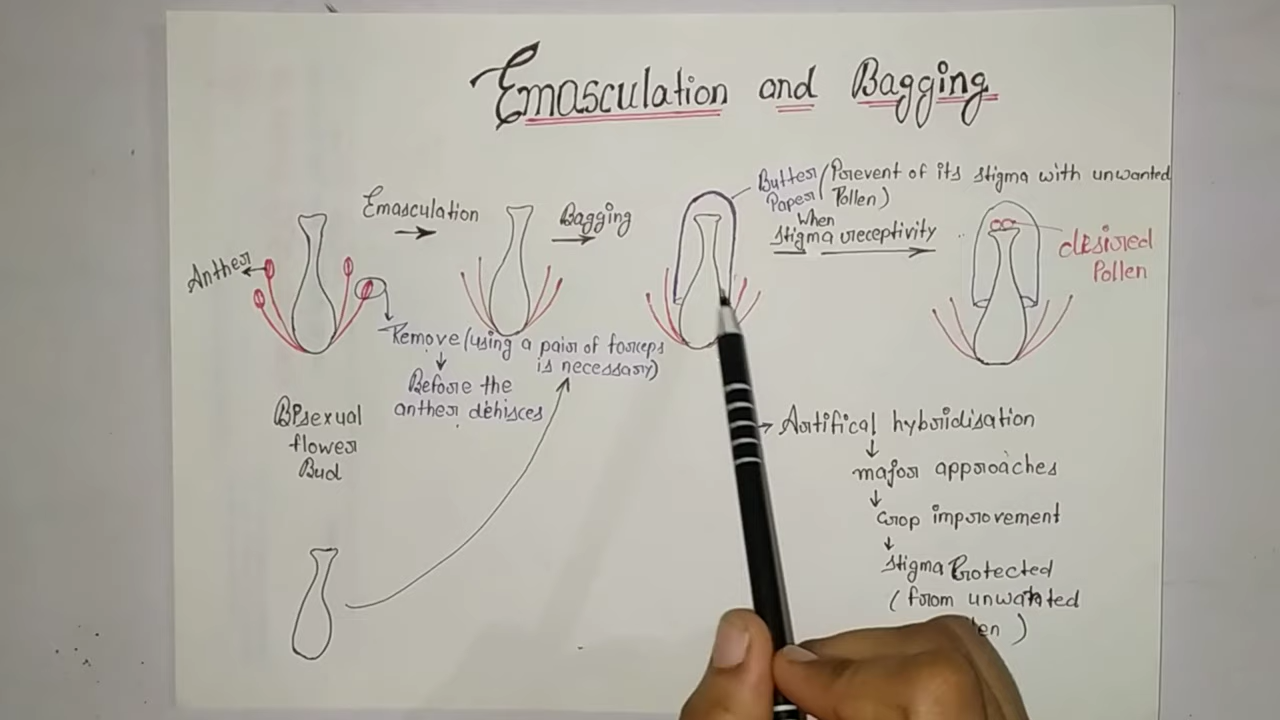 Emasculation and Bagging
Butter (Prevent of its stigma with unwanted
Paper Pollen)
Emasculation
Bagging
When
Stigma receptivity
desired
Pollen
Anther
Remove (using a pair of forceps
is necessary)
Before the
anther dehisces
Bisexual
flower
Bud
Artifical hybridisation
major approaches
Crop improvement
Stigma Protected
(from unwanted
)